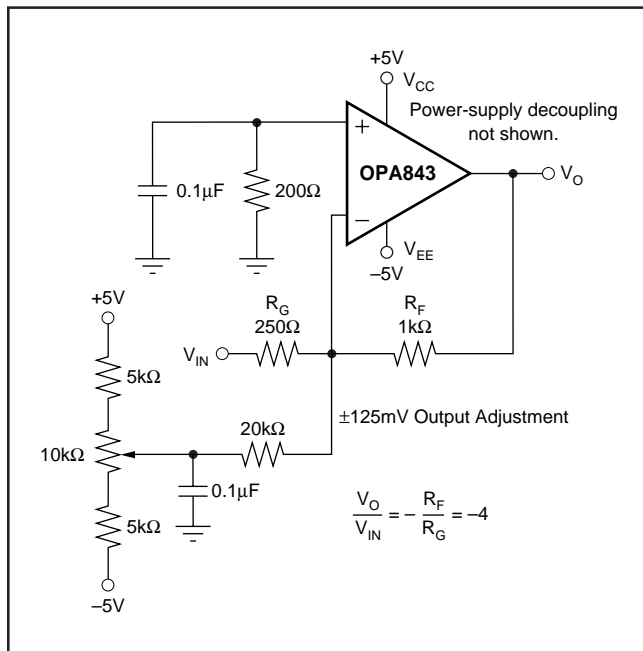 +5V
V_CC
Power-supply decoupling
not shown.
+
OPA843
V_O
0.1µF
200Ω
−
V_EE
−5V
+5V
R_G
250Ω
R_F
1kΩ
V_IN
5kΩ
20kΩ
±125mV Output Adjustment
10kΩ
0.1µF
5kΩ
V_O/V_IN = − R_F/R_G = −4
−5V